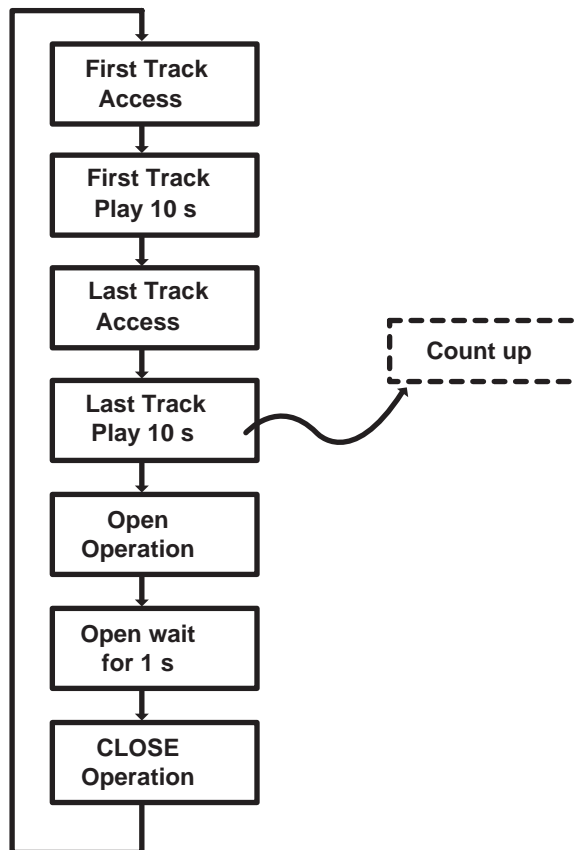 First Track
Access
First Track
Play 10 s
Last Track
Access
Count up
Last Track
Play 10 s
Open
Operation
Open wait
for 1 s
CLOSE
Operation